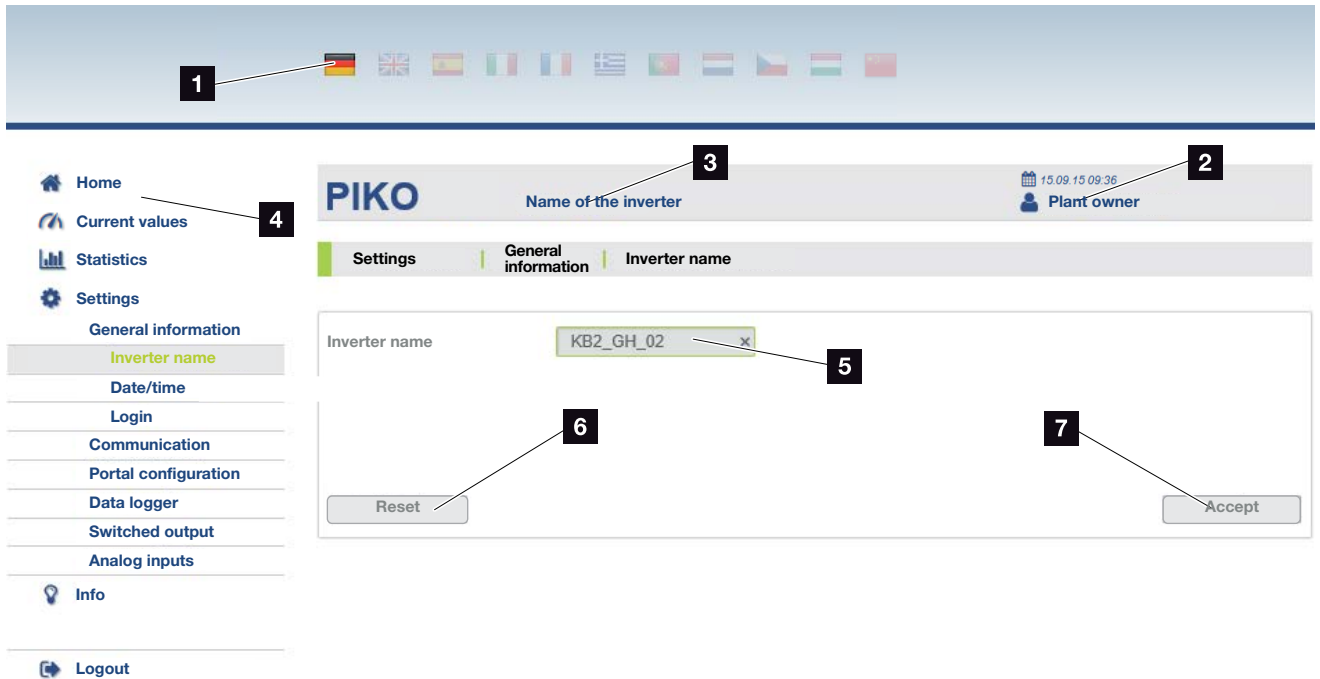 1
3
2
Home
4
Current values
Statistics
Settings
General information
Inverter name
Date/time
Login
Communication
Portal configuration
Data logger
Switched output
Analog inputs
Info
Logout
PIKO
Name of the inverter
15.09.15 09:36
Plant owner
Settings
General
information
Inverter name
Inverter name
KB2_GH_02 ×
5
6
7
Reset
Accept